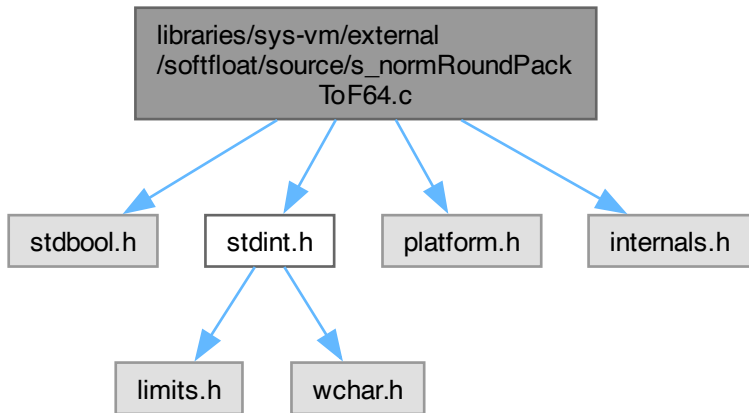 libraries/sys-vm/external
/softfloat/source/s_normRoundPack
ToF64.c
stdbool.h
stdint.h
platform.h
internals.h
limits.h
wchar.h